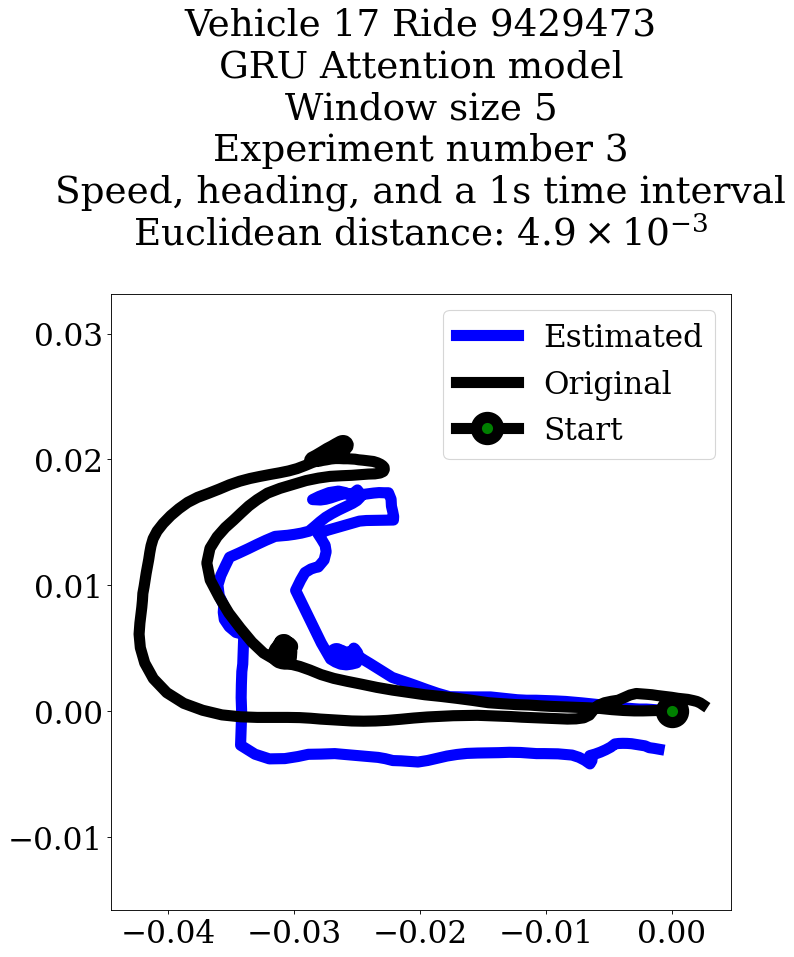 Vehicle 17 Ride 9429473
GRU Attention model
Window size 5
Experiment number 3
Speed, heading, and a 1s time interval
Euclidean distance: 4.9 × 10⁻³
Estimated
Original
Start
0.03
0.02
0.01
0.00
−0.01
−0.04 −0.03 −0.02 −0.01 0.00